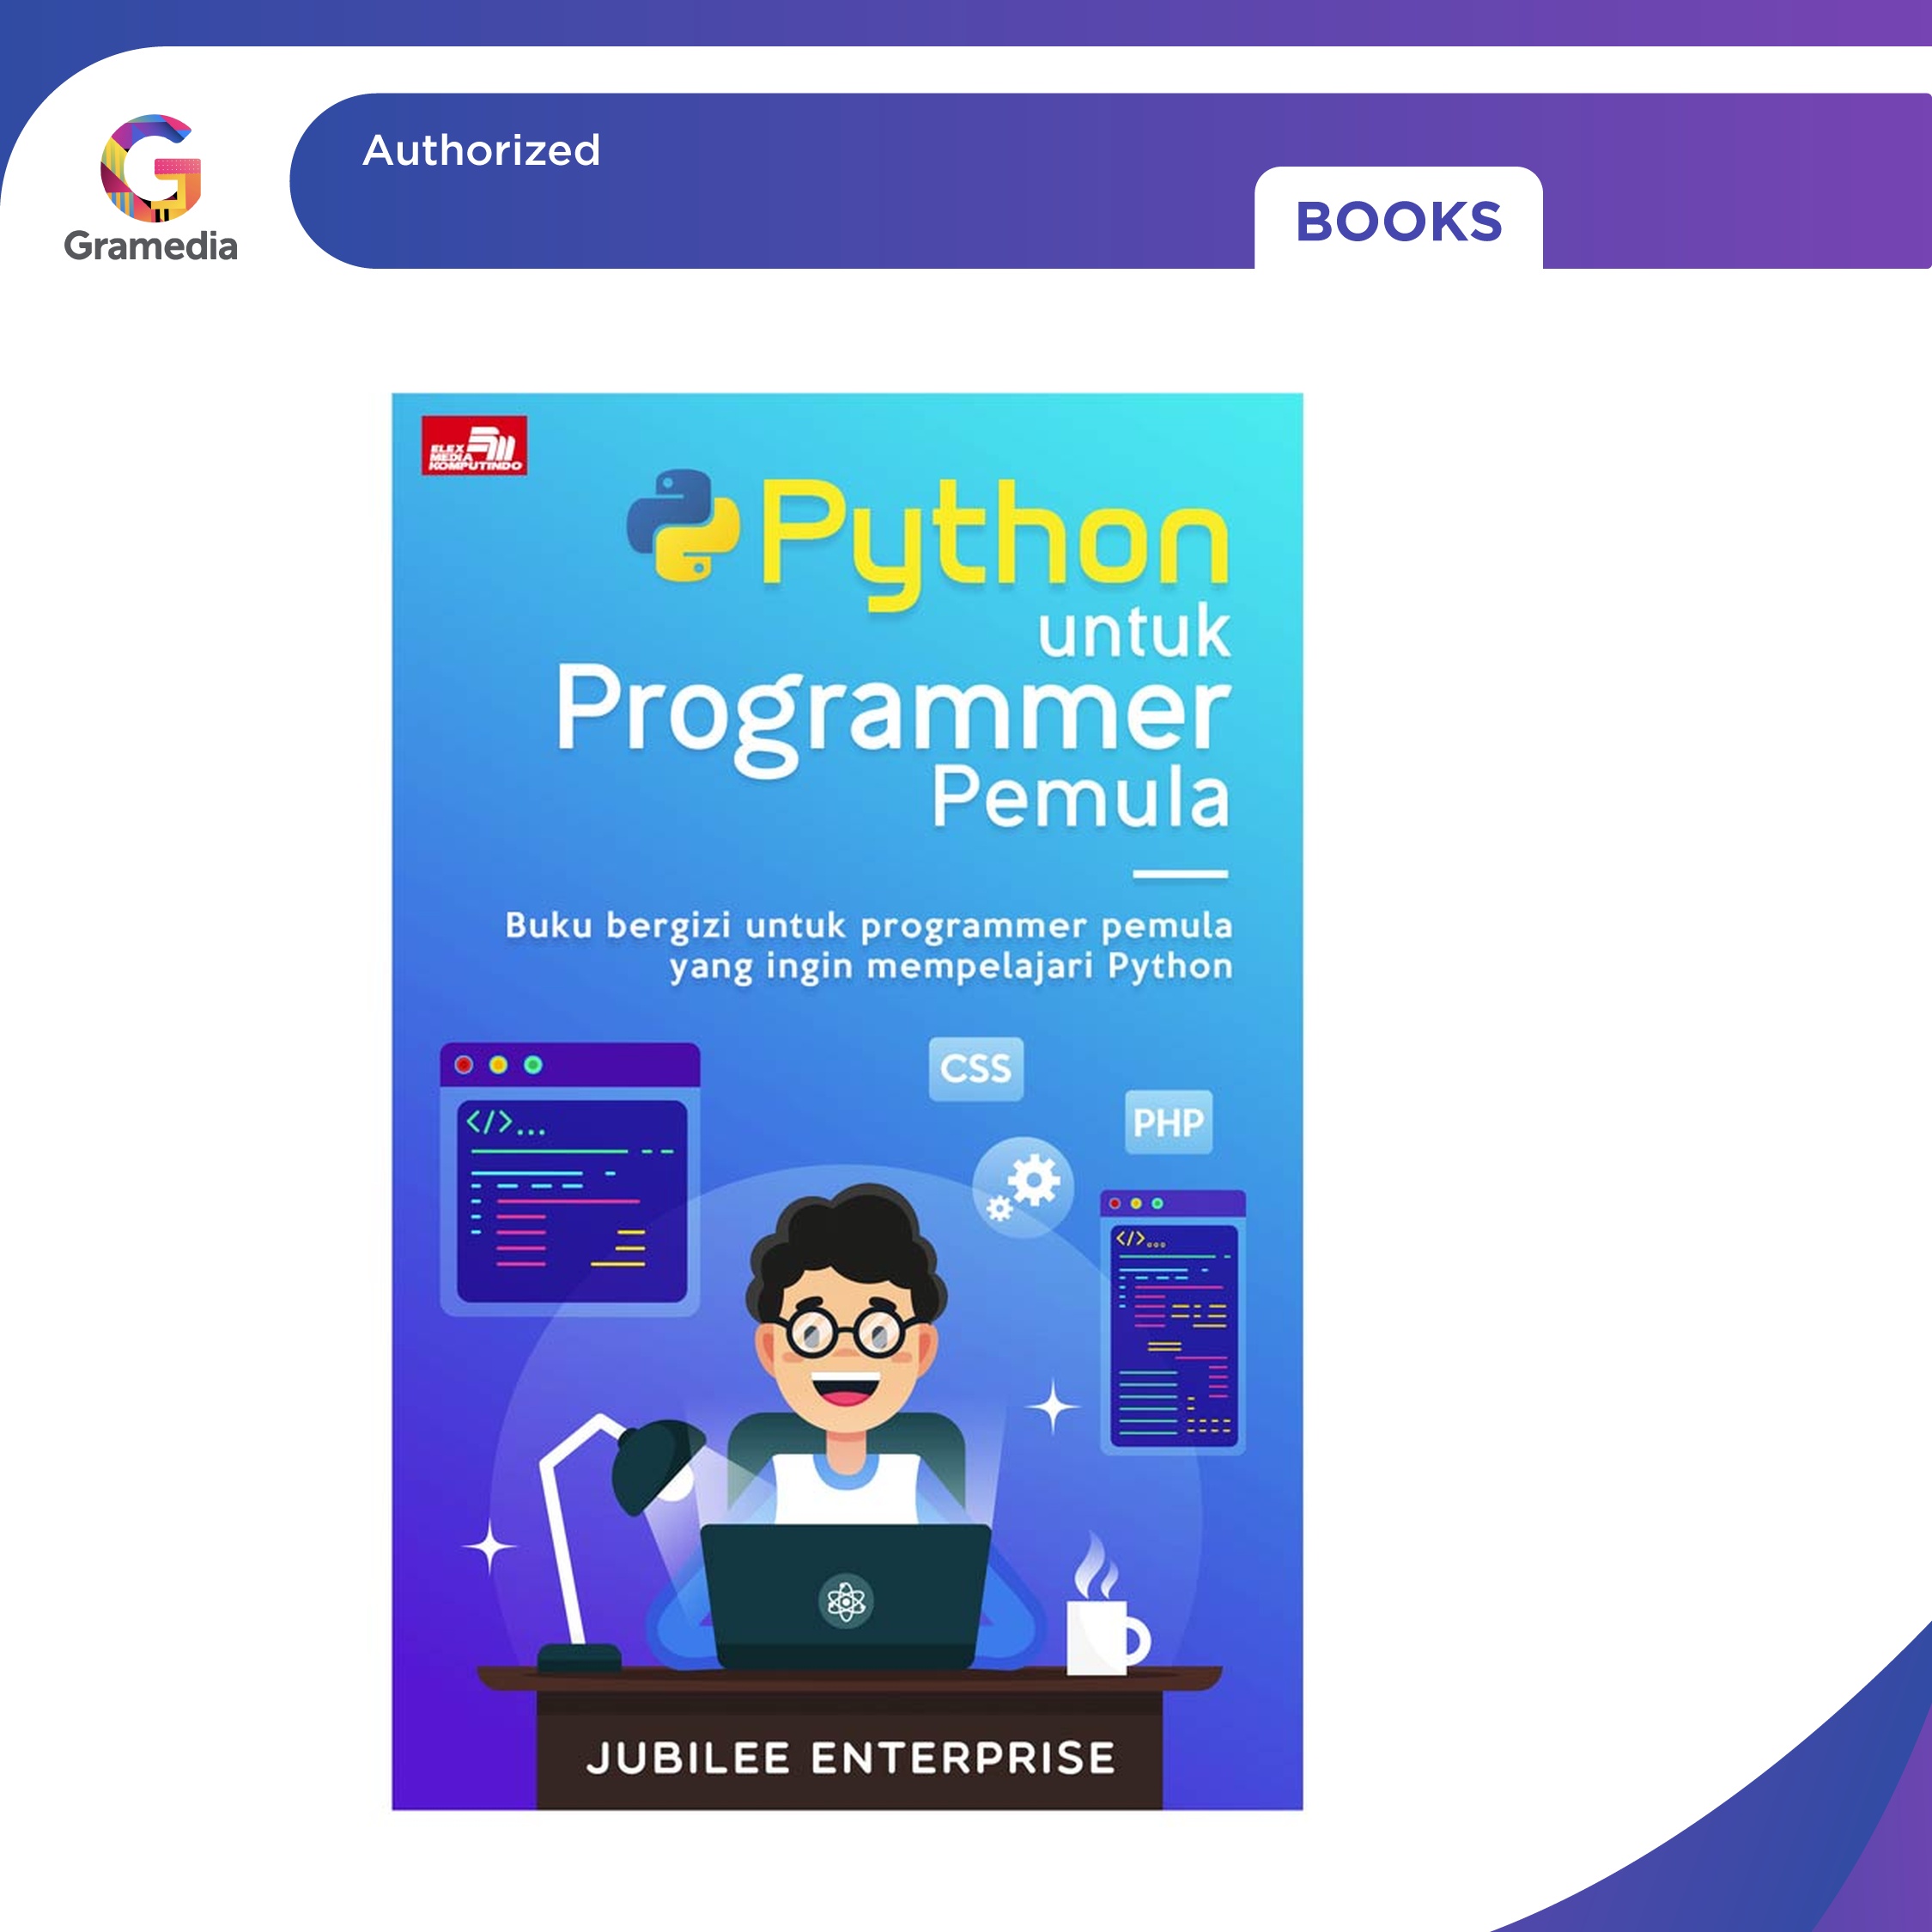 Gramedia
Authorized
BOOKS
ELEX
MEDIA
KOMPUTINDO
Python
untuk
Programmer
Pemula
Buku bergizi untuk programmer pemula
yang ingin mempelajari Python
CSS
PHP
</>...
</>...
JUBILEE ENTERPRISE